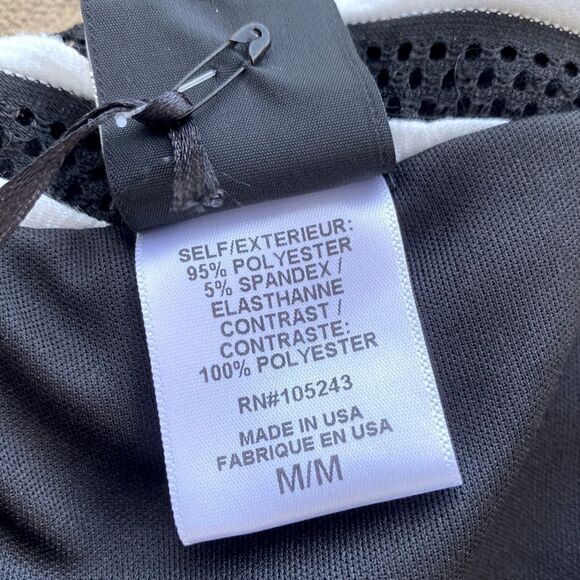 SELF/EXTERIEUR:
95% POLYESTER
5% SPANDEX /
ELASTHANNE
CONTRAST /
CONTRASTE:
100% POLYESTER
RN#105243
MADE IN USA
FABRIQUE EN USA
M/M